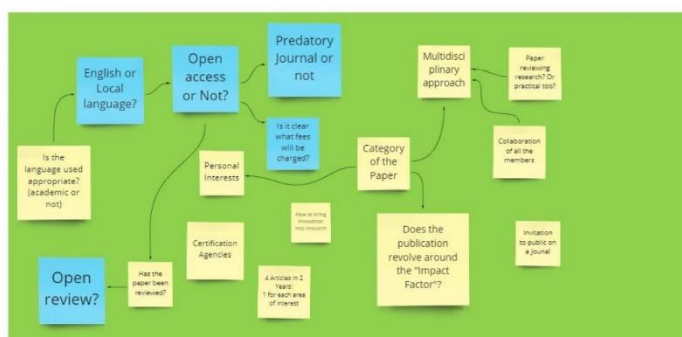 English or
Local
language?
Open
access
or Not?
Predatory
Journal or
not
Is it clear
what fees
will be
charged?
Is the
language used
appropriate?
(academic or
not)
Personal
Interests
Category
of the
Paper
Multidisci
plinary
approach
Paper
reviewing
research? Or
practical too?
Collaboration
of all the
members
How to bring
innovation
into research
Certification
Agencies
Does the
publication
revolve around
the "Impact
Factor"?
Invitation
to public on
a Jounal
Open
review?
Has the
paper been
reviewed?
4 Articles in 2
Years:
1 for each area
of interest